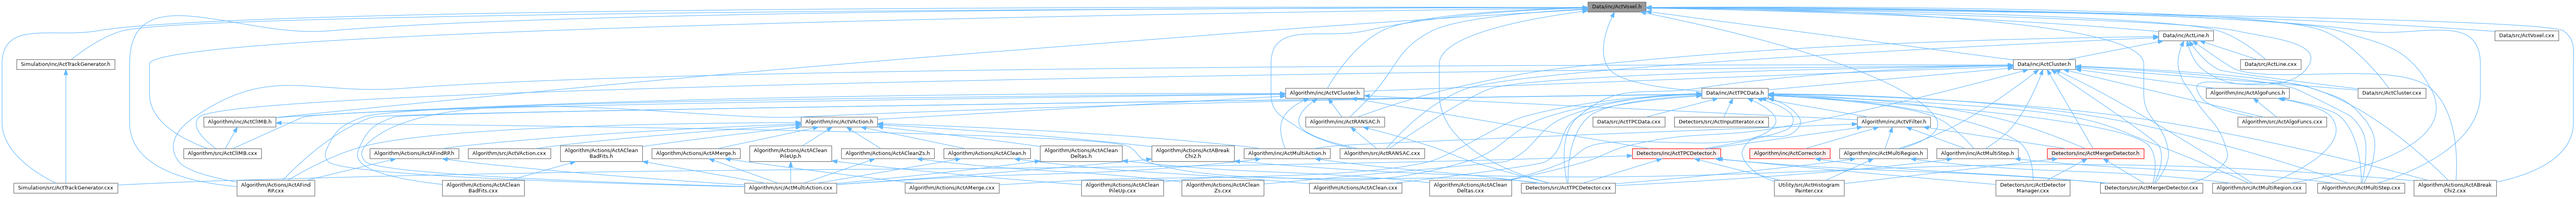 Data/inc/ActVoxel.h
Data/inc/ActLine.h
Data/src/ActVoxel.cxx
Simulation/inc/ActTrackGenerator.h
Data/inc/ActCluster.h
Data/src/ActLine.cxx
Algorithm/inc/ActVCluster.h
Data/inc/ActTPCData.h
Algorithm/inc/ActAlgoFuncs.h
Data/src/ActCluster.cxx
Algorithm/inc/ActCliMB.h
Algorithm/inc/ActVAction.h
Algorithm/inc/ActRANSAC.h
Data/src/ActTPCData.cxx
Detectors/src/ActInputIterator.cxx
Algorithm/inc/ActVFilter.h
Algorithm/src/ActAlgoFuncs.cxx
Algorithm/src/ActCliMB.cxx
Algorithm/Actions/ActAFindRP.h
Algorithm/src/ActVAction.cxx
Algorithm/Actions/ActAClean
BadFits.h
Algorithm/Actions/ActAMerge.h
Algorithm/Actions/ActAClean
PileUp.h
Algorithm/Actions/ActACleanZs.h
Algorithm/Actions/ActAClean.h
Algorithm/Actions/ActAClean
Deltas.h
Algorithm/Actions/ActABreak
Chi2.h
Algorithm/inc/ActMultiAction.h
Algorithm/src/ActRANSAC.cxx
Detectors/inc/ActTPCDetector.h
Algorithm/inc/ActCorrector.h
Algorithm/inc/ActMultiRegion.h
Algorithm/inc/ActMultiStep.h
Detectors/inc/ActMergerDetector.h
Simulation/src/ActTrackGenerator.cxx
Algorithm/Actions/ActAFind
RP.cxx
Algorithm/Actions/ActAClean
BadFits.cxx
Algorithm/src/ActMultiAction.cxx
Algorithm/Actions/ActAMerge.cxx
Algorithm/Actions/ActAClean
PileUp.cxx
Algorithm/Actions/ActAClean
Zs.cxx
Algorithm/Actions/ActAClean.cxx
Algorithm/Actions/ActAClean
Deltas.cxx
Detectors/src/ActTPCDetector.cxx
Utility/src/ActHistogram
Painter.cxx
Detectors/src/ActDetector
Manager.cxx
Detectors/src/ActMergerDetector.cxx
Algorithm/src/ActMultiRegion.cxx
Algorithm/src/ActMultiStep.cxx
Algorithm/Actions/ActABreak
Chi2.cxx